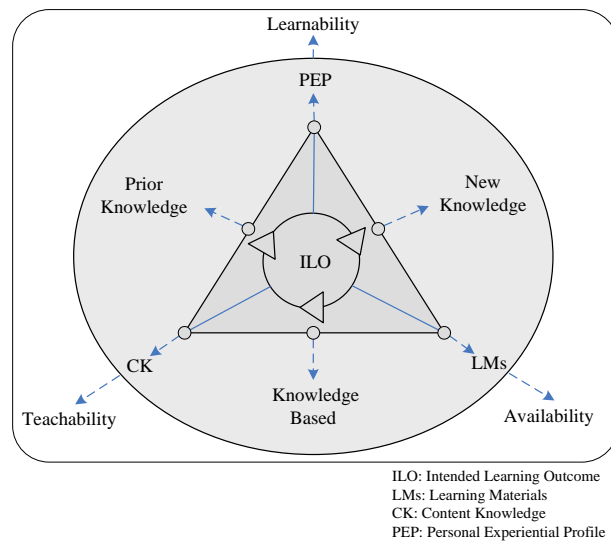 Learnability
PEP
Prior
Knowledge
New
Knowledge
ILO
CK
LMs
Knowledge
Based
Teachability
Availability
ILO: Intended Learning Outcome
LMs: Learning Materials
CK: Content Knowledge
PEP: Personal Experiential Profile